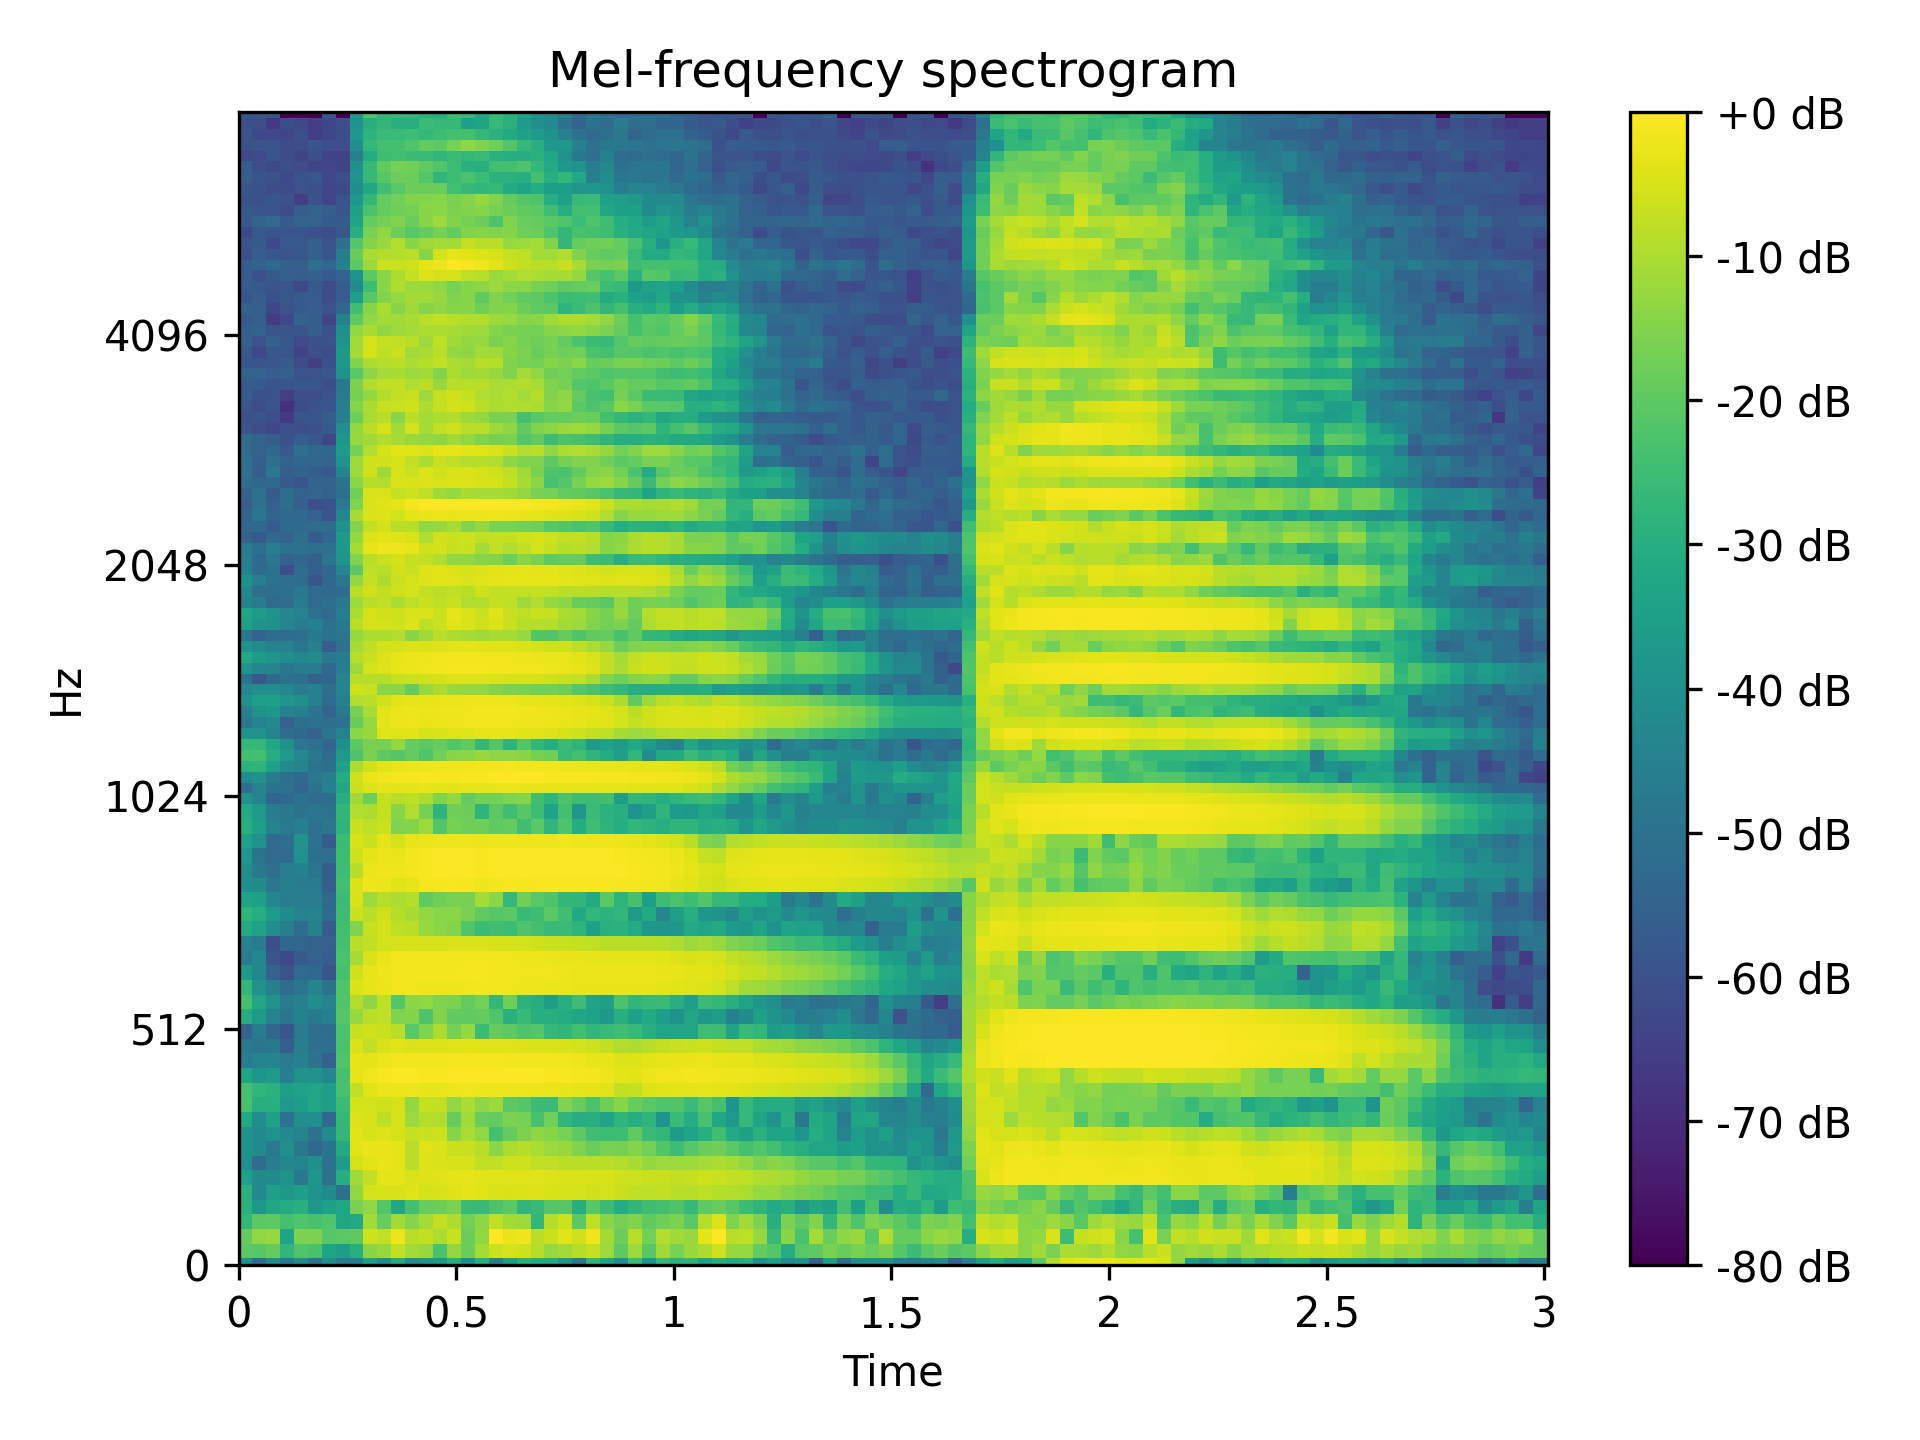 Mel-frequency spectrogram
Hz
4096
2048
1024
512
0
0 0.5 1 1.5 2 2.5 3
Time
+0 dB
-10 dB
-20 dB
-30 dB
-40 dB
-50 dB
-60 dB
-70 dB
-80 dB